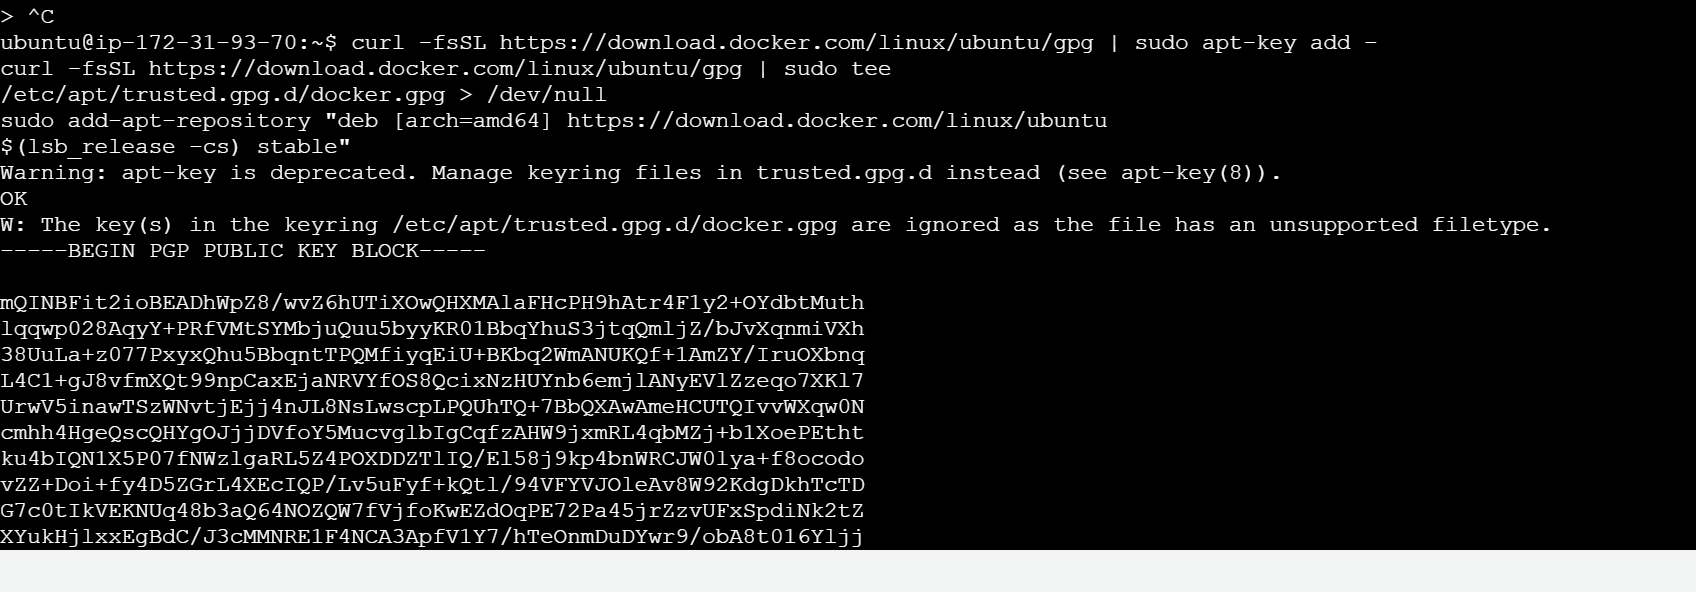 > ^C
ubuntu@ip-172-31-93-70:~$ curl -fsSL https://download.docker.com/linux/ubuntu/gpg | sudo apt-key add -
curl -fsSL https://download.docker.com/linux/ubuntu/gpg | sudo tee
/etc/apt/trusted.gpg.d/docker.gpg > /dev/null
sudo add-apt-repository "deb [arch=amd64] https://download.docker.com/linux/ubuntu
$(lsb_release -cs) stable"
Warning: apt-key is deprecated. Manage keyring files in trusted.gpg.d instead (see apt-key(8)).
OK
W: The key(s) in the keyring /etc/apt/trusted.gpg.d/docker.gpg are ignored as the file has an unsupported filetype.
-----BEGIN PGP PUBLIC KEY BLOCK-----

mQINBFit2ioBEADhWpZ8/wvZ6hUTiXOwQHXMAlaFHcPH9hAtr4F1y2+OYdbtMuth
lqqwp028AqyY+PRfVMtSYMbjuQuu5byyKR01BbqYhuS3jtqQmljZ/bJvXqnmiVXh
38UuLa+z077PxyxQhu5BbqntTPQMfiyqEiU+BKbq2WmANUKQf+1AmZY/IruOXbnq
L4C1+gJ8vfmXQt99npCaxEjaNRVYfOS8QcixNzHUYnb6emjlANyEVlZzeqo7XKl7
UrwV5inawTSzWNvtjEjj4nJL8NsLwscpLPQUhTQ+7BbQXAwAmeHCUTQIvvWXqw0N
cmhh4HgeQscQHYgOJjjDVfoY5MucvglbIgCqfzAHW9jxmRL4qbMZj+b1XoePEtht
ku4bIQN1X5P07fNWzlgaRL5Z4POXDDZTlIQ/El58j9kp4bnWRCJW0lya+f8ocodo
vZZ+Doi+fy4D5ZGrL4XEcIQP/Lv5uFyf+kQtl/94VFYVJOleAv8W92KdgDkhTcTD
G7c0tIkVEKNUq48b3aQ64NOZQW7fVjfoKwEZdOqPE72Pa45jrZzvUFxSpdiNk2tZ
XYukHjlxxEgBdC/J3cMMNRE1F4NCA3ApfV1Y7/hTeOnmDuDYwr9/obA8t016Yljj